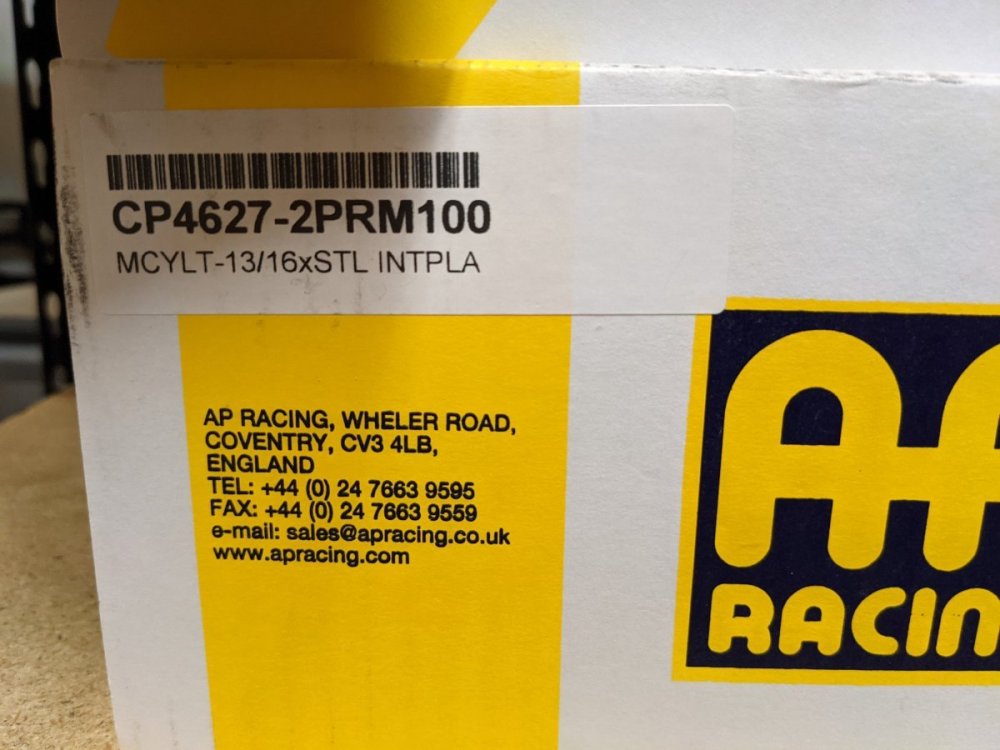 CP4627-2PRM100
MCYLT-13/16xSTL INTPLA
AP RACING, WHELER ROAD,
COVENTRY, CV3 4LB,
ENGLAND
TEL: +44 (0) 24 7663 9595
FAX: +44 (0) 24 7663 9559
e-mail: sales@apracing.co.uk
www.apracing.com